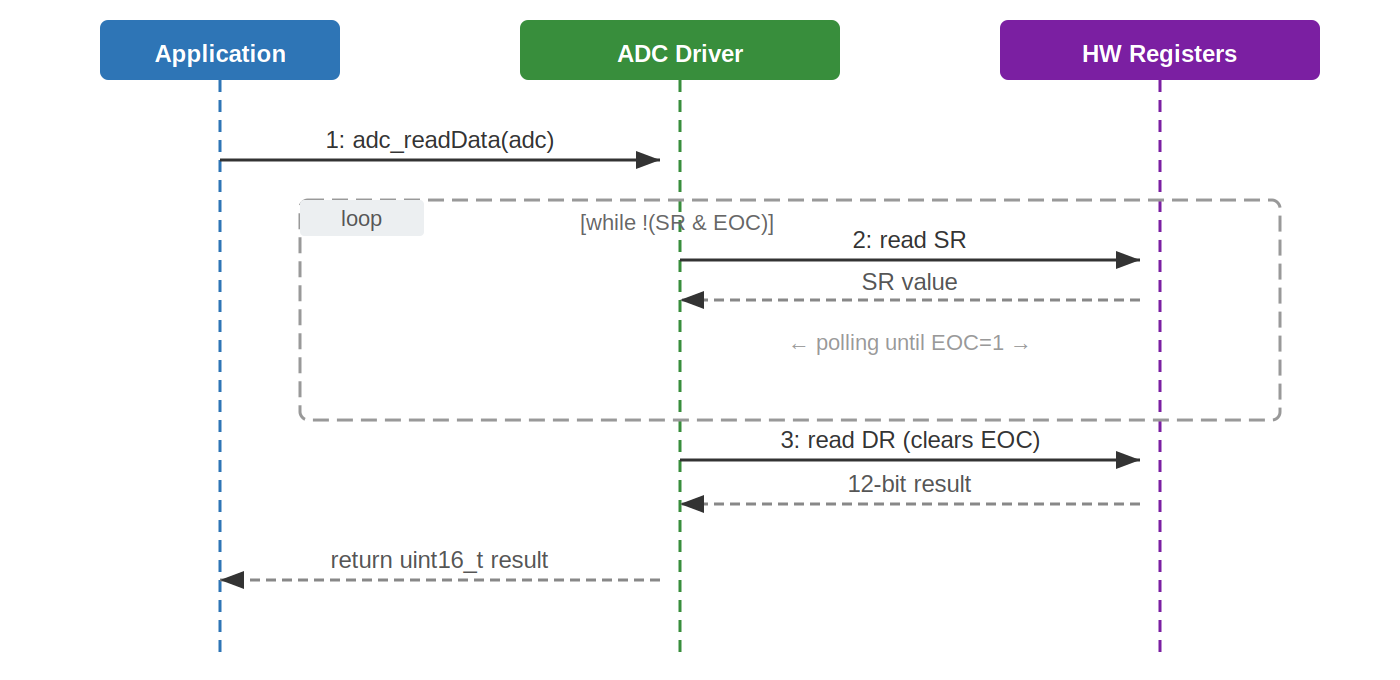 Application
ADC Driver
HW Registers
1: adc_readData(adc)
loop
[while !(SR & EOC)]
2: read SR
SR value
← polling until EOC=1 →
3: read DR (clears EOC)
12-bit result
return uint16_t result